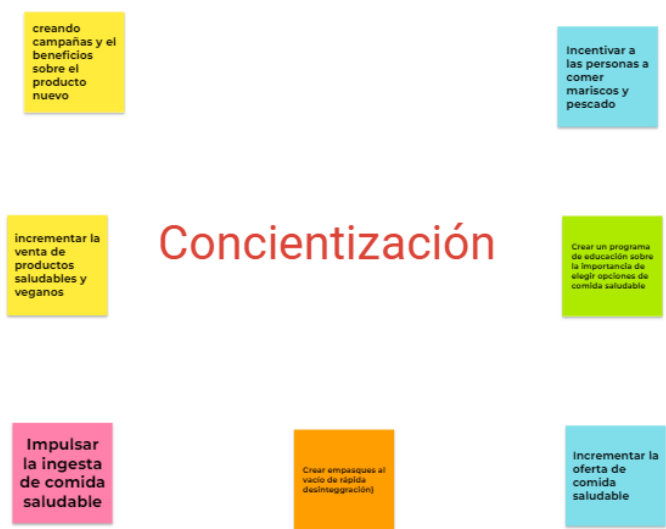 creando
campañas y el
beneficios
sobre el
producto
nuevo
Incentivar a
las personas a
comer
mariscos y
pescado
incrementar la
venta de
productos
saludables y
veganos
Concientización
Crear un programa
de educación sobre
la importancia de
elegir opciones de
comida saludable
Impulsar
la ingesta
de comida
saludable
Crear empasques al
vacío de rápida
desinteggración)
Incrementar la
oferta de
comida
saludable